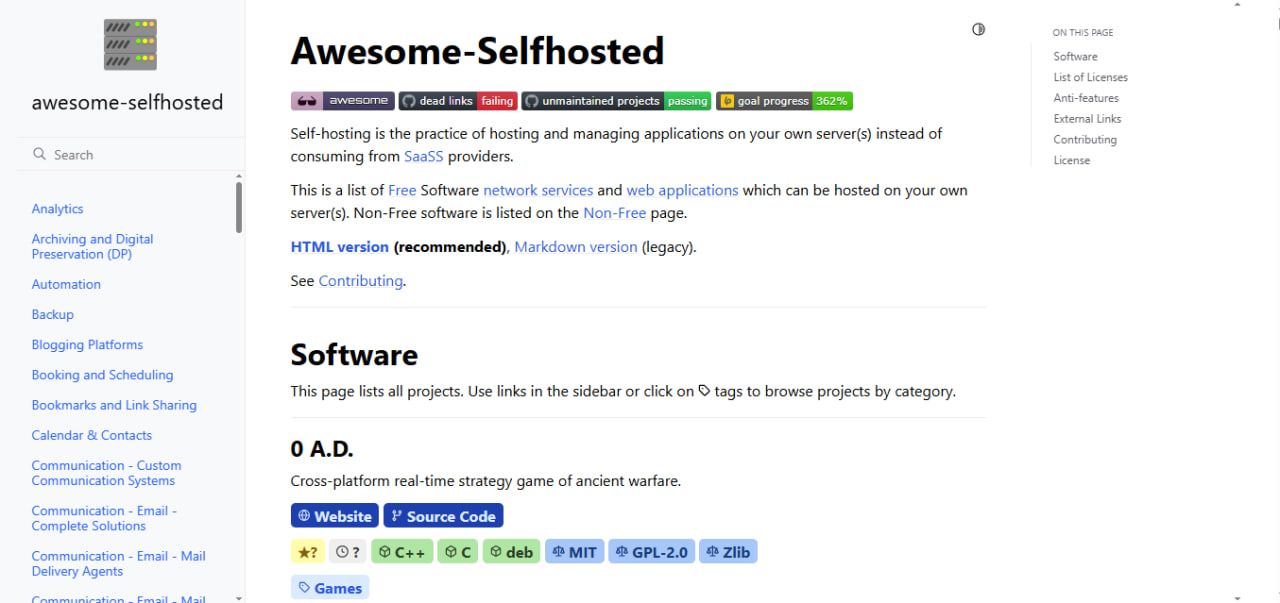 awesome-selfhosted
Search
Analytics
Archiving and Digital
Preservation (DP)
Automation
Backup
Blogging Platforms
Booking and Scheduling
Bookmarks and Link Sharing
Calendar & Contacts
Communication - Custom
Communication Systems
Communication - Email -
Complete Solutions
Communication - Email - Mail
Delivery Agents
Communication - Email - Mail
Awesome-Selfhosted
awesome dead links failing unmaintained projects passing goal progress 362%
Self-hosting is the practice of hosting and managing applications on your own server(s) instead of
consuming from SaaSS providers.
This is a list of Free Software network services and web applications which can be hosted on your own
server(s). Non-Free software is listed on the Non-Free page.
HTML version (recommended), Markdown version (legacy).
See Contributing.
Software
This page lists all projects. Use links in the sidebar or click on tags to browse projects by category.
0 A.D.
Cross-platform real-time strategy game of ancient warfare.
Website Source Code
★? ? C++ C deb MIT GPL-2.0 Zlib
Games
ON THIS PAGE
Software
List of Licenses
Anti-features
External Links
Contributing
License